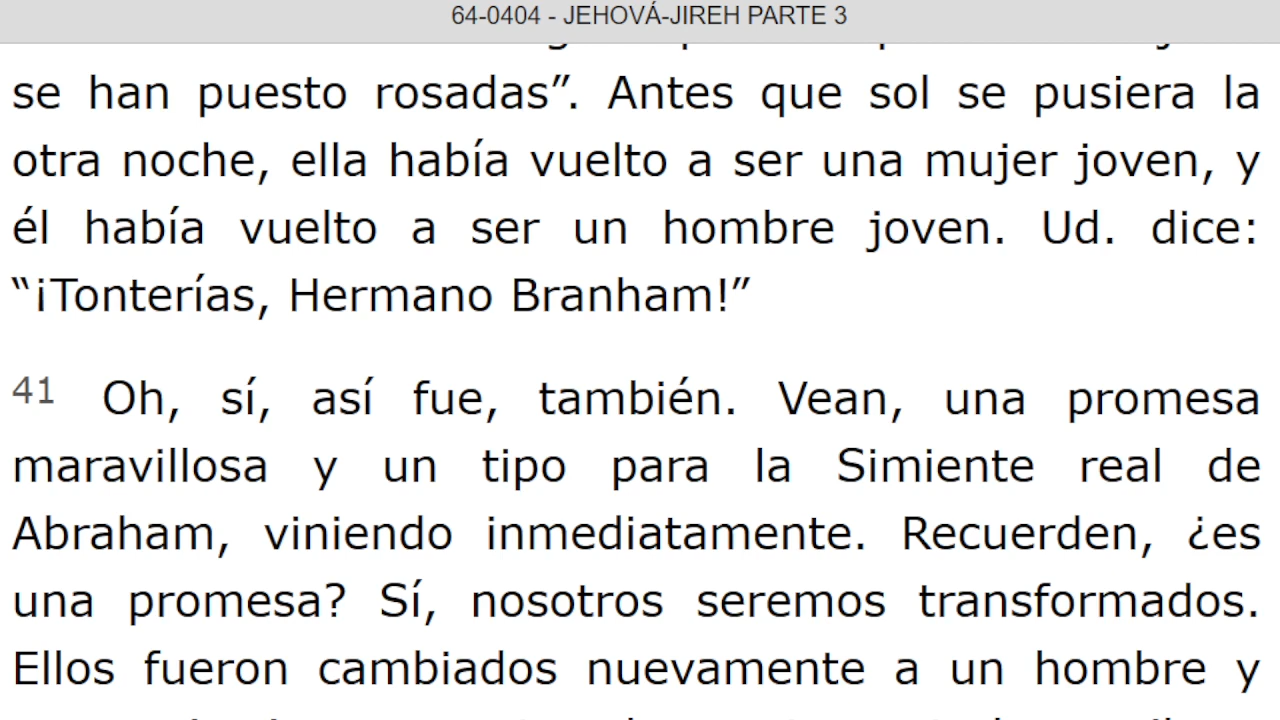 64-0404 - JEHOVÁ-JIREH PARTE 3
se han puesto rosadas”. Antes que sol se pusiera la
otra noche, ella había vuelto a ser una mujer joven, y
él había vuelto a ser un hombre joven. Ud. dice:
“¡Tonterías, Hermano Branham!”
41 Oh, sí, así fue, también. Vean, una promesa
maravillosa y un tipo para la Simiente real de
Abraham, viniendo inmediatamente. Recuerden, ¿es
una promesa? Sí, nosotros seremos transformados.
Ellos fueron cambiados nuevamente a un hombre y